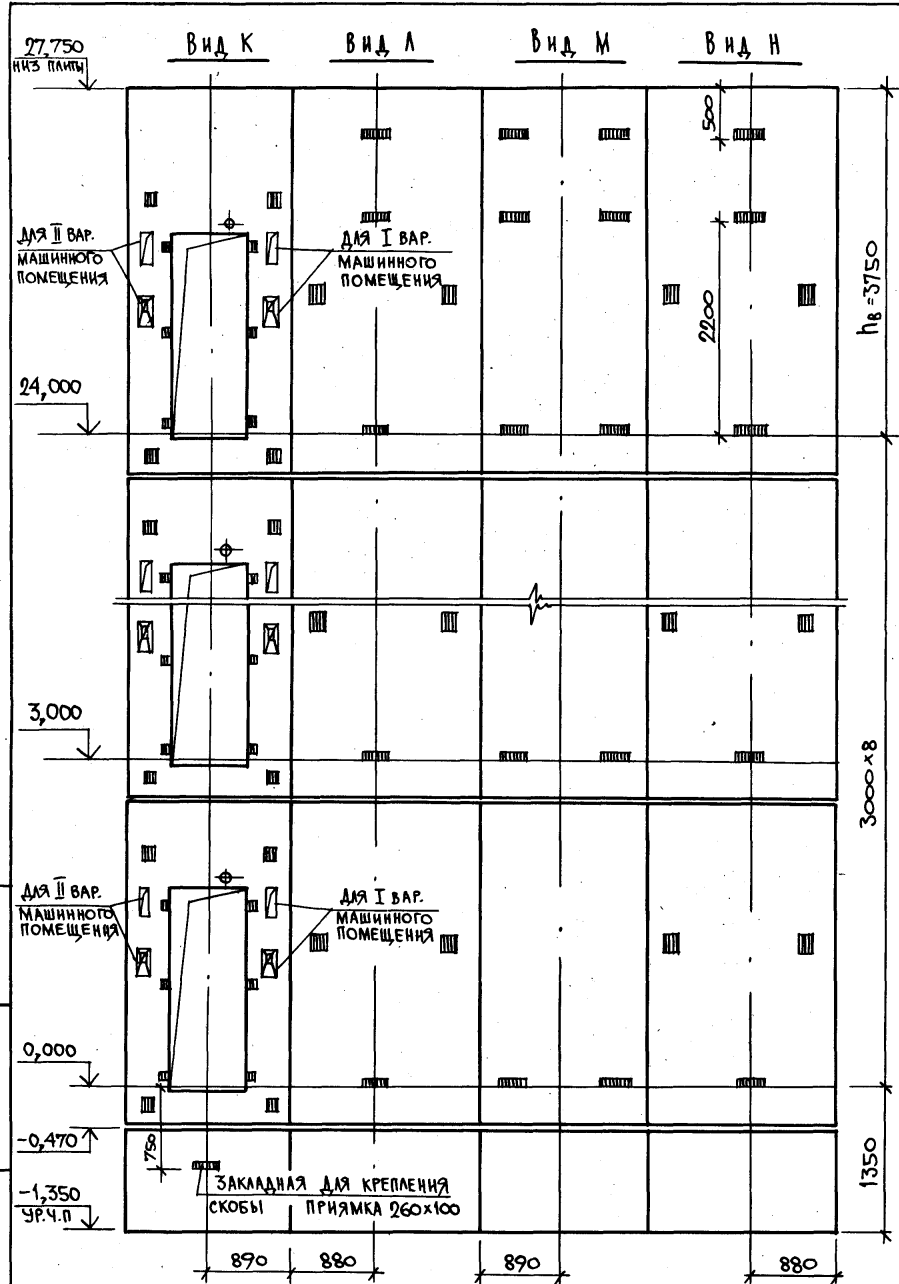 Вид К
Вид Л
Вид М
Вид Н
27,750
НИЗ ПЛИТЫ
500
ДЛЯ II ВАР.
МАШИННОГО
ПОМЕЩЕНИЯ
ДЛЯ I ВАР.
МАШИННОГО
ПОМЕЩЕНИЯ
2200
hв=3750
24,000
3,000
3000×8
ДЛЯ II ВАР.
МАШИННОГО
ПОМЕЩЕНИЯ
ДЛЯ I ВАР.
МАШИННОГО
ПОМЕЩЕНИЯ
0,000
-0,470
750
1350
ЗАКЛАДНАЯ ДЛЯ КРЕПЛЕНИЯ
СКОБЫ ПРИЯМКА 260×100
-1,350
УР.Ч.П
890
880
890
880